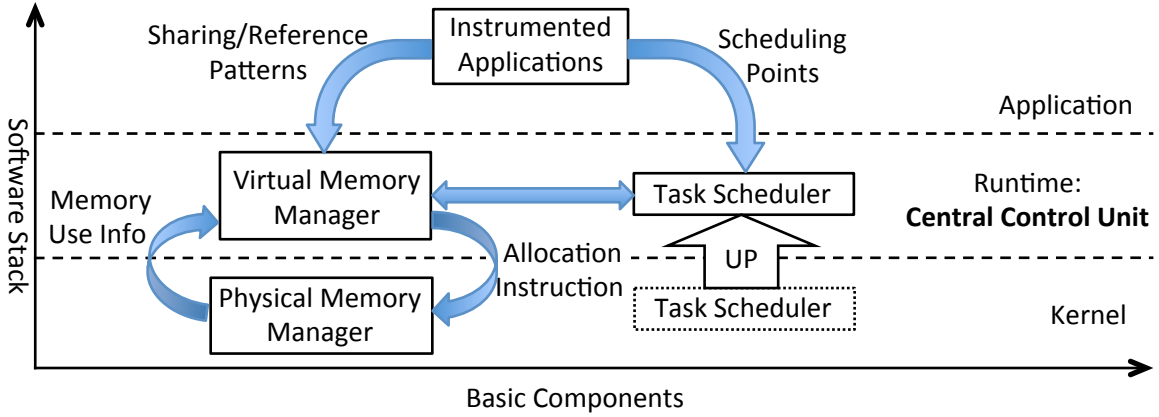 Sharing/Reference
Patterns
Instrumented
Applications
Scheduling
Points
Application
Software Stack
Virtual Memory
Manager
Task Scheduler
Runtime:
Central Control Unit
Memory
Use Info
Allocation
Instruction
UP
Physical Memory
Manager
Task Scheduler
Kernel
Basic Components